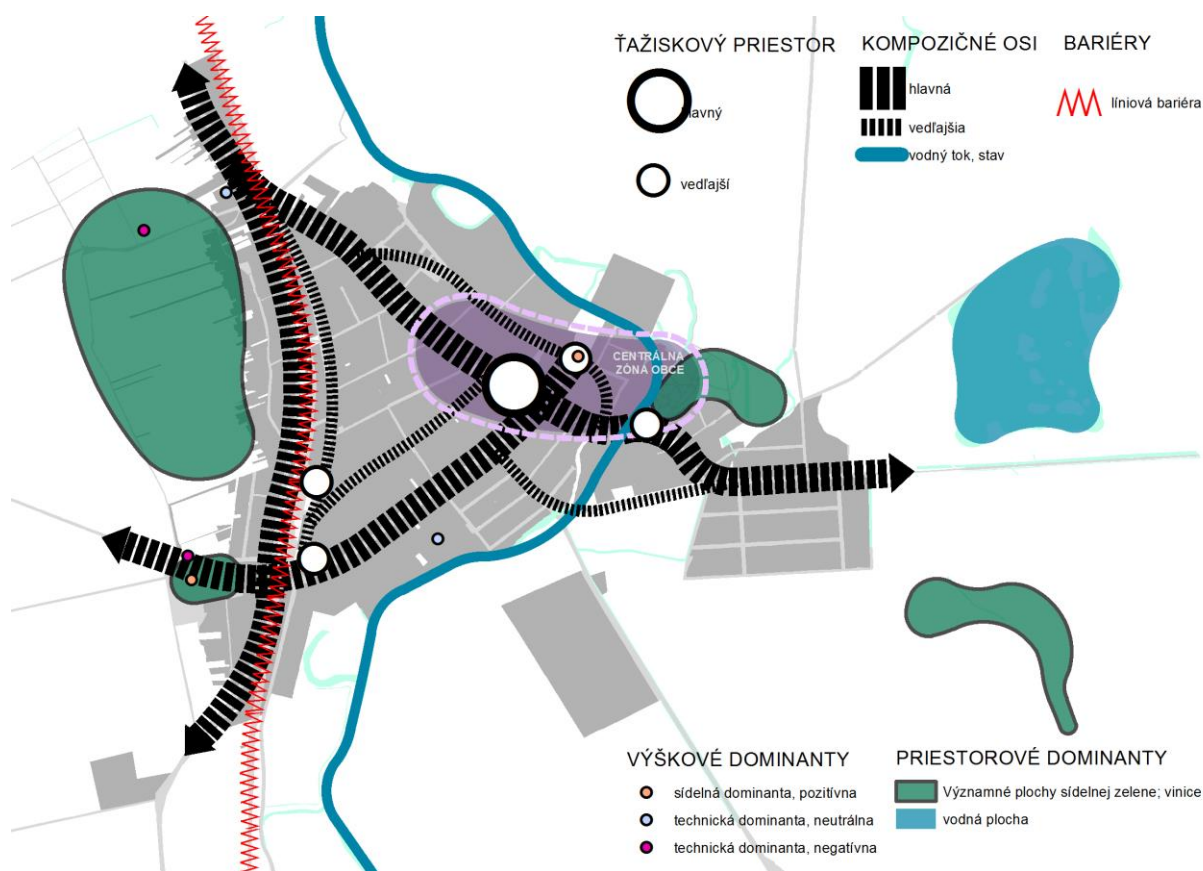 ŤAŽISKOVÝ PRIESTOR
hlavný
vedľajší
KOMPOZIČNÉ OSI
hlavná
vedľajšia
vodný tok, stav
BARIÉRY
líniová bariéra
CENTRÁLNA
ZÓNA OBCE
VÝŠKOVÉ DOMINANTY
sídelná dominanta, pozitívna
technická dominanta, neutrálna
technická dominanta, negatívna
PRIESTOROVÉ DOMINANTY
Významné plochy sídelnej zelene; vinice
vodná plocha